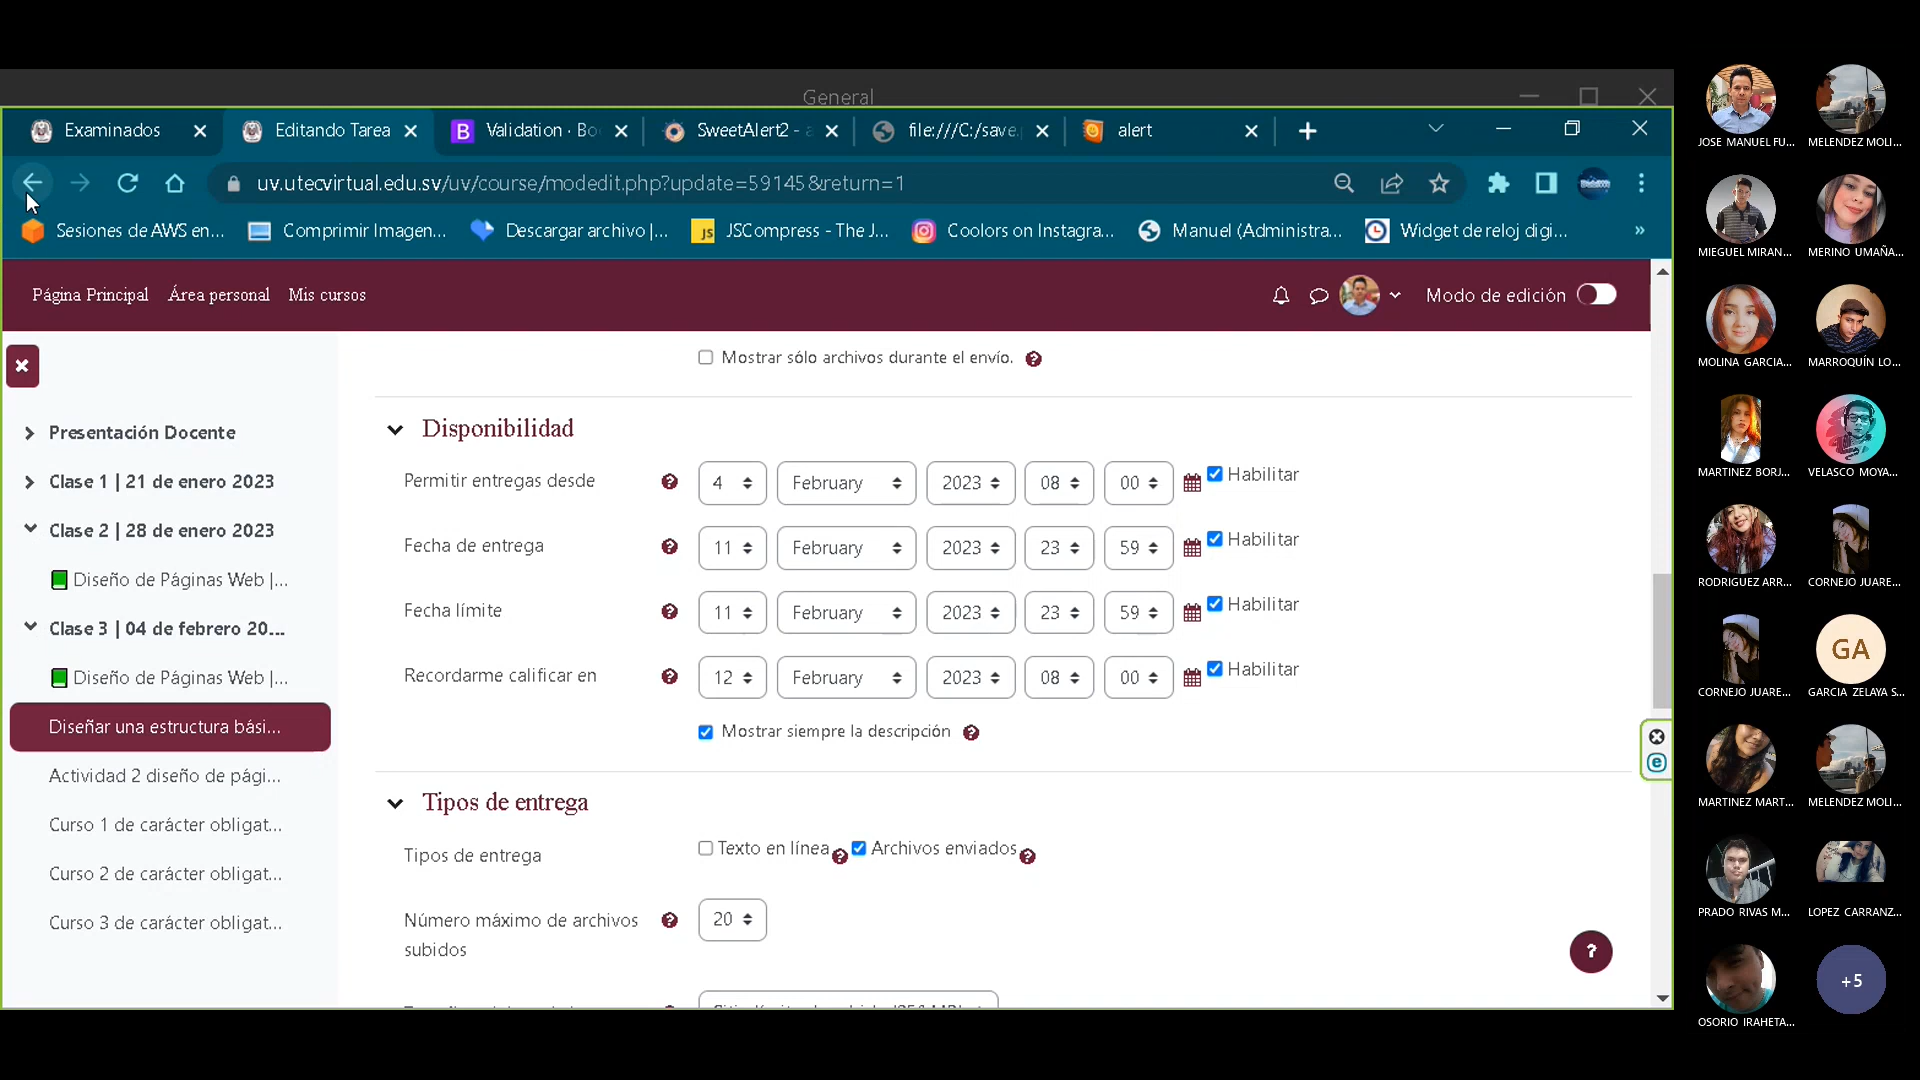 General
Examinados
Editando Tarea
Validation · Bo
SweetAlert2 - a
file:///C:/save.
alert
uv.utecvirtual.edu.sv/uv/course/modedit.php?update=59145&return=1
Sesiones de AWS en...
Comprimir Imagen...
Descargar archivo |...
JS
JSCompress - The J...
Coolors on Instagra...
Manuel (Administra...
Widget de reloj digi...
»
Página Principal
Área personal
Mis cursos
Modo de edición
Presentación Docente
Clase 1 | 21 de enero 2023
Clase 2 | 28 de enero 2023
Diseño de Páginas Web |...
Clase 3 | 04 de febrero 20...
Diseño de Páginas Web |...
Diseñar una estructura bási...
Actividad 2 diseño de pági...
Curso 1 de carácter obligat...
Curso 2 de carácter obligat...
Curso 3 de carácter obligat...
Mostrar sólo archivos durante el envío.
Disponibilidad
Permitir entregas desde 4 February 2023 08 00 Habilitar
Fecha de entrega 11 February 2023 23 59 Habilitar
Fecha límite 11 February 2023 23 59 Habilitar
Recordarme calificar en 12 February 2023 08 00 Habilitar
Mostrar siempre la descripción
Tipos de entrega
Tipos de entrega Texto en línea Archivos enviados
Número máximo de archivos 20
subidos
?
JOSE MANUEL FU...
MELENDEZ MOLI...
MIEGUEL MIRAN...
MERINO UMAÑA...
MOLINA GARCIA...
MARROQUÍN LO...
MARTINEZ BORJ...
VELASCO MOYA...
RODRIGUEZ ARR...
CORNEJO JUARE...
CORNEJO JUARE...
GA
GARCIA ZELAYA S...
MARTINEZ MART...
MELENDEZ MOLI...
PRADO RIVAS M...
LOPEZ CARRANZ...
OSORIO IRAHETA...
+5